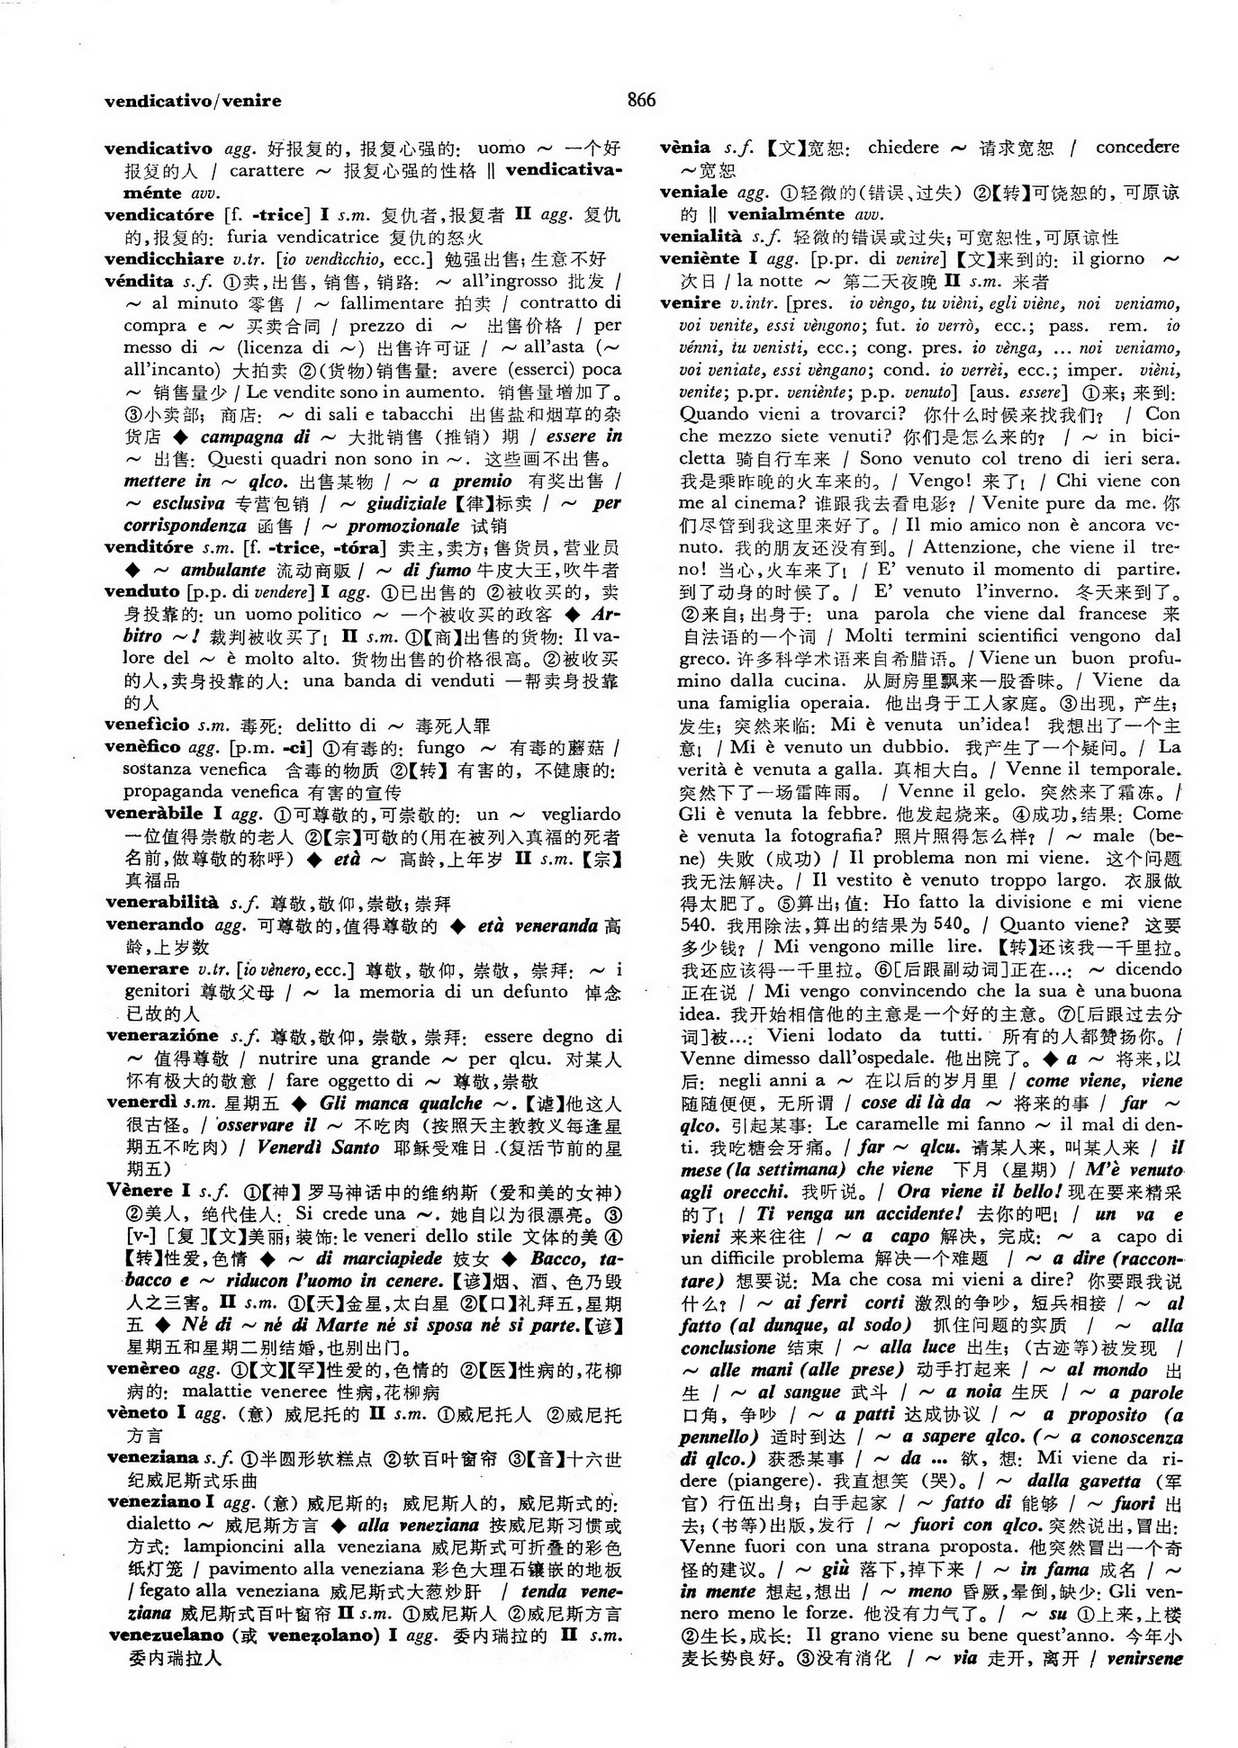 vendicativo/venire
866
vendicativo agg. 好报复的, 报复心强的: uomo ～ 一个好
报复的人 / carattere ～ 报复心强的性格 ‖ vendicativa-
ménte avv.
vendicatóre [f. -trice] I s.m. 复仇者,报复者 II agg. 复仇
的,报复的: furia vendicatrice 复仇的怒火
vendicchiare v.tr. [io vendìcchio, ecc.] 勉强出售;生意不好
véndita s.f. ①卖,出售, 销售, 销路: ～ all'ingrosso 批发 /
～ al minuto 零售 / ～ fallimentare 拍卖 / contratto di
compra e ～ 买卖合同 / prezzo di ～ 出售价格 / per
messo di ～ (licenza di ～) 出售许可证 / ～ all'asta (～
all'incanto) 大拍卖 ②(货物)销售量: avere (esserci) poca
～ 销售量少 / Le vendite sono in aumento. 销售量增加了。
③小卖部; 商店: ～ di sali e tabacchi 出售盐和烟草的杂
货店 ◆ campagna di ～ 大批销售 (推销) 期 / essere in
～ 出售: Questi quadri non sono in ～. 这些画不出售。
mettere in ～ qlco. 出售某物 / ～ a premio 有奖出售 /
～ esclusiva 专营包销 / ～ giudiziale【律】标卖 / ～ per
corrispondenza 函售 / ～ promozionale 试销
venditóre s.m. [f. -trice, -tóra] 卖主,卖方;售货员,营业员
◆ ～ ambulante 流动商贩 / ～ di fumo 牛皮大王,吹牛者
venduto [p.p. di vendere] I agg. ①已出售的 ②被收买的, 卖
身投靠的: un uomo politico ～ 一个被收买的政客 ◆ Ar-
bitro ～! 裁判被收买了! II s.m. ①【商】出售的货物: Il va-
lore del ～ è molto alto. 货物出售的价格很高。②被收买
的人,卖身投靠的人: una banda di venduti 一帮卖身投靠
的人
venefìcio s.m. 毒死: delitto di ～ 毒死人罪
venèfico agg. [p.m. -ci] ①有毒的: fungo ～ 有毒的蘑菇 /
sostanza venefica 含毒的物质 ②【转】有害的, 不健康的:
propaganda venefica 有害的宣传
veneràbile I agg. ①可尊敬的,可崇敬的: un ～ vegliardo
一位值得崇敬的老人 ②【宗】可敬的(用在被列入真福的死者
名前,做尊敬的称呼) ◆ età ～ 高龄,上年岁 II s.m.【宗】
真福品
venerabilità s.f. 尊敬,敬仰,崇敬;崇拜
venerando agg. 可尊敬的,值得尊敬的 ◆ età veneranda 高
龄,上岁数
venerare v.tr. [io vènero,ecc.] 尊敬, 敬仰, 崇敬, 崇拜: ～ i
genitori 尊敬父母 / ～ la memoria di un defunto 悼念
已故的人
venerazióne s.f. 尊敬,敬仰,崇敬,崇拜: essere degno di
～ 值得尊敬 / nutrire una grande ～ per qlcu. 对某人
怀有极大的敬意 / fare oggetto di ～ 尊敬,崇敬
venerdì s.m. 星期五 ◆ Gli manca qualche ～.【谑】他这人
很古怪。/ osservare il ～ 不吃肉 (按照天主教教义每逢星
期五不吃肉) / Venerdì Santo 耶稣受难日 (复活节前的星
期五)
Vènere I s.f. ①【神】罗马神话中的维纳斯 (爱和美的女神)
②美人, 绝代佳人: Si crede una ～. 她自以为很漂亮。③
[v-] [复]【文】美丽;装饰: le veneri dello stile 文体的美 ④
【转】性爱,色情 ◆ ～ di marciapiede 妓女 ◆ Bacco, ta-
bacco e ～ riducon l'uomo in cenere.【谚】烟、酒、色乃毁
人之三害。II s.m. ①【天】金星,太白星 ②【口】礼拜五,星期
五 ◆ Né di ～ né di Marte né si sposa né si parte.【谚】
星期五和星期二别结婚,也别出门。
venèreo agg. ①【文】【罕】性爱的,色情的 ②【医】性病的,花柳
病的: malattie veneree 性病,花柳病
vèneto I agg. (意) 威尼托的 II s.m. ①威尼托人 ②威尼托
方言
veneziana s.f. ①半圆形软糕点 ②软百叶窗帘 ③【音】十六世
纪威尼斯式乐曲
veneziano I agg. (意) 威尼斯的; 威尼斯人的, 威尼斯式的:
dialetto ～ 威尼斯方言 ◆ alla veneziana 按威尼斯习惯或
方式: lampioncini alla veneziana 威尼斯式可折叠的彩色
纸灯笼 / pavimento alla veneziana 彩色大理石镶嵌的地板
/ fegato alla veneziana 威尼斯式大葱炒肝 / tenda vene-
ziana 威尼斯式百叶窗帘 II s.m. ①威尼斯人 ②威尼斯方言
venezuelano (或 venezolano) I agg. 委内瑞拉的 II s.m.
委内瑞拉人
vènia s.f.【文】宽恕: chiedere ～ 请求宽恕 / concedere
～宽恕
veniale agg. ①轻微的(错误、过失) ②【转】可饶恕的, 可原谅
的 ‖ venialménte avv.
venialità s.f. 轻微的错误或过失;可宽恕性,可原谅性
veniènte I agg. [p.pr. di venire]【文】来到的: il giorno ～
次日 / la notte ～ 第二天夜晚 II s.m. 来者
venire v.intr. [pres. io vèngo, tu vièni, egli viène, noi veniamo,
voi venite, essi vèngono; fut. io verrò, ecc.; pass. rem. io
vénni, tu venisti, ecc.; cong. pres. io vènga, ... noi veniamo,
voi veniate, essi vèngano; cond. io verrèi, ecc.; imper. vièni,
venite; p.pr. veniènte; p.p. venuto] [aus. essere] ①来; 来到:
Quando vieni a trovarci? 你什么时候来找我们? / Con
che mezzo siete venuti? 你们是怎么来的? / ～ in bici-
cletta 骑自行车来 / Sono venuto col treno di ieri sera.
我是乘昨晚的火车来的。/ Vengo! 来了! / Chi viene con
me al cinema? 谁跟我去看电影? / Venite pure da me. 你
们尽管到我这里来好了。/ Il mio amico non è ancora ve-
nuto. 我的朋友还没有到。/ Attenzione, che viene il tre-
no! 当心,火车来了! / E' venuto il momento di partire.
到了动身的时候了。/ E' venuto l'inverno. 冬天来到了。
②来自;出身于: una parola che viene dal francese 来
自法语的一个词 / Molti termini scientifici vengono dal
greco. 许多科学术语来自希腊语。/ Viene un buon profu-
mino dalla cucina. 从厨房里飘来一股香味。/ Viene da
una famiglia operaia. 他出身于工人家庭。③出现, 产生;
发生; 突然来临: Mi è venuta un'idea! 我想出了一个主
意! / Mi è venuto un dubbio. 我产生了一个疑问。/ La
verità è venuta a galla. 真相大白。/ Venne il temporale.
突然下了一场雷阵雨。 / Venne il gelo. 突然来了霜冻。/
Gli è venuta la febbre. 他发起烧来。④成功,结果: Come
è venuta la fotografia? 照片照得怎么样? / ～ male (be-
ne) 失败 (成功) / Il problema non mi viene. 这个问题
我无法解决。/ Il vestito è venuto troppo largo. 衣服做
得太肥了。⑤算出;值: Ho fatto la divisione e mi viene
540. 我用除法,算出的结果为 540。/ Quanto viene? 这要
多少钱? / Mi vengono mille lire. 【转】还该我一千里拉。
我还应该得一千里拉。⑥[后跟副动词]正在…: ～ dicendo
正在说 / Mi vengo convincendo che la sua è una buona
idea. 我开始相信他的主意是一个好的主意。⑦[后跟过去分
词]被…: Vieni lodato da tutti. 所有的人都赞扬你。/
Venne dimesso dall'ospedale. 他出院了。◆ a ～ 将来,以
后: negli anni a ～ 在以后的岁月里 / come viene, viene
随随便便, 无所谓 / cose di là da ～ 将来的事 / far ～
qlco. 引起某事: Le caramelle mi fanno ～ il mal di den-
ti. 我吃糖会牙痛。/ far ～ qlcu. 请某人来, 叫某人来 / il
mese (la settimana) che viene 下月 (星期) / M'è venuto
agli orecchi. 我听说。/ Ora viene il bello! 现在要来精采
的了! / Ti venga un accidente! 去你的吧! / un va e
vieni 来来往往 / ～ a capo 解决, 完成: ～ a capo di
un difficile problema 解决一个难题 / ～ a dire (raccon-
tare) 想要说: Ma che cosa mi vieni a dire? 你要跟我说
什么? / ～ ai ferri corti 激烈的争吵, 短兵相接 / ～ al
fatto (al dunque, al sodo) 抓住问题的实质 / ～ alla
conclusione 结束 / ～ alla luce 出生; (古迹等)被发现 /
～ alle mani (alle prese) 动手打起来 / ～ al mondo 出
生 / ～ al sangue 武斗 / ～ a noia 生厌 / ～ a parole
口角, 争吵 / ～ a patti 达成协议 / ～ a proposito (a
pennello) 适时到达 / ～ a sapere qlco. (～ a conoscenza
di qlco.) 获悉某事 / ～ da ... 欲, 想: Mi viene da ri-
dere (piangere). 我直想笑 (哭)。/ ～ dalla gavetta (军
官) 行伍出身; 白手起家 / ～ fatto di 能够 / ～ fuori 出
去; (书等)出版,发行 / ～ fuori con qlco. 突然说出,冒出:
Venne fuori con una strana proposta. 他突然冒出一个奇
怪的建议。/ ～ giù 落下,掉下来 / ～ in fama 成名 / ～
in mente 想起,想出 / ～ meno 昏厥,晕倒,缺少: Gli ven-
nero meno le forze. 他没有力气了。/ ～ su ①上来,上楼
②生长,成长: Il grano viene su bene quest'anno. 今年小
麦长势良好。③没有消化 / ～ via 走开, 离开 / venirsene